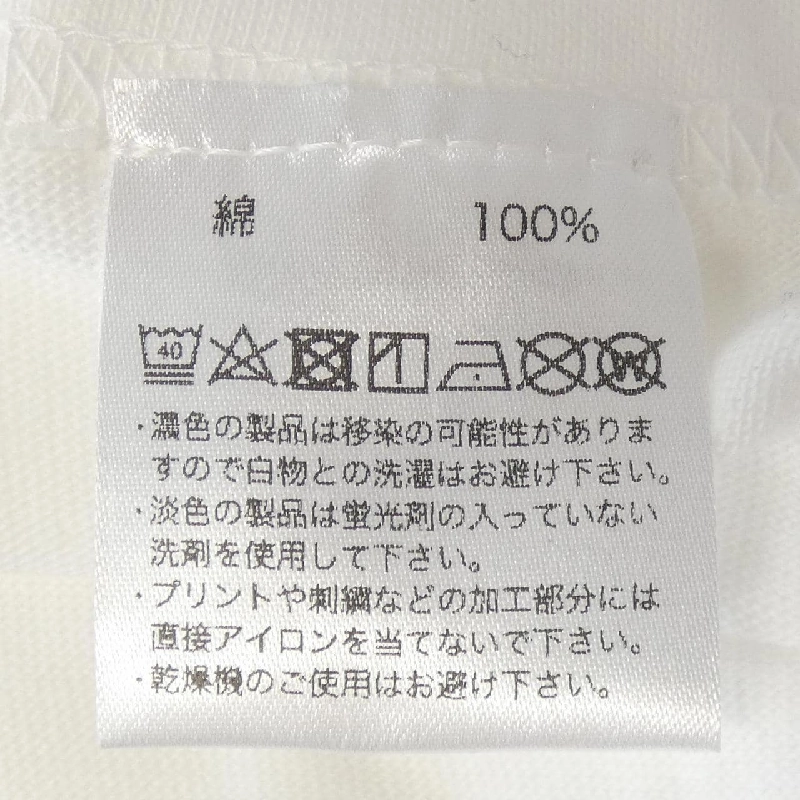 綿 100%
40 W
・濃色の製品は移染の可能性がありま
すので白物との洗濯はお避け下さい。
・淡色の製品は蛍光剤の入っていない
洗剤を使用して下さい。
・プリントや刺繍などの加工部分には
直接アイロンを当てないで下さい。
・乾燥機のご使用はお避け下さい。